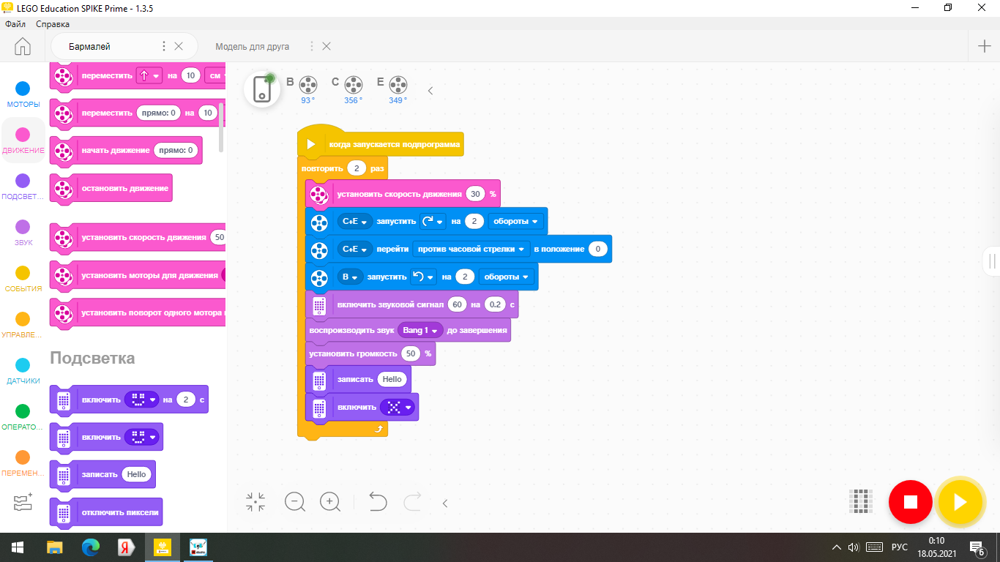 LEGO Education SPIKE Prime - 1.3.5
Файл Справка
Бармалей
Модель для друга
МОТОРЫ
ДВИЖЕНИЕ
ПОДСВЕТ...
ЗВУК
СОБЫТИЯ
УПРАВЛЕ...
ДАТЧИКИ
ОПЕРАТО...
ПЕРЕМЕН...
переместить на 10 см
переместить прямо: 0 на 10
начать движение прямо: 0
остановить движение
установить скорость движения 50
установить моторы для движения
установить поворот одного мотора
Подсветка
включить на 2 с
включить
записать Hello
отключить пиксели
B C E
93° 356° 349°
когда запускается подпрограмма
повторить 2 раз
установить скорость движения 30 %
C+E запустить на 2 обороты
C+E перейти против часовой стрелки в положение 0
B запустить на 2 обороты
включить звуковой сигнал 60 на 0.2 с
воспроизводить звук Bang 1 до завершения
установить громкость 50 %
записать Hello
включить
РУС
0:10
18.05.2021
6